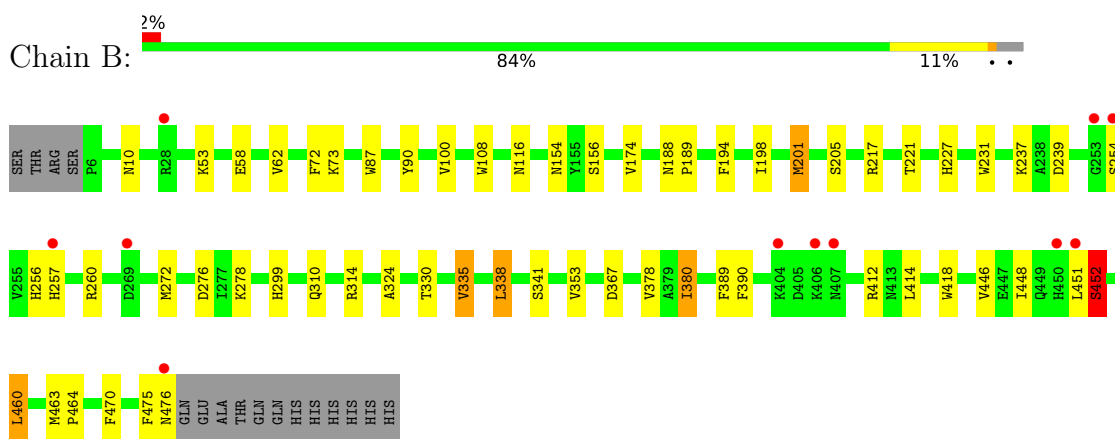 2%
Chain B:
84% 11% • •
SER THR ARG SER P6 N10 R28 K53 E58 V62 F72 K73 W87 Y90 V100 W108 N116 N154 Y155 S156 V174 N188 P189 F194 I198 M201 S205 R217 T221 H227 W231 K237 A238 D239 G253 S254
V255 H256 H257 R260 D269 M272 D276 I277 K278 H299 Q310 R314 A324 T330 V335 L338 S341 V353 D367 V378 A379 I380 F389 F390 K404 D405 K406 N407 R412 N413 L414 W418 V446 E447 I448 Q449 H450 L451 S452
L460 M463 P464 F470 F475 N476 GLN GLU ALA THR GLN GLN HIS HIS HIS HIS HIS HIS